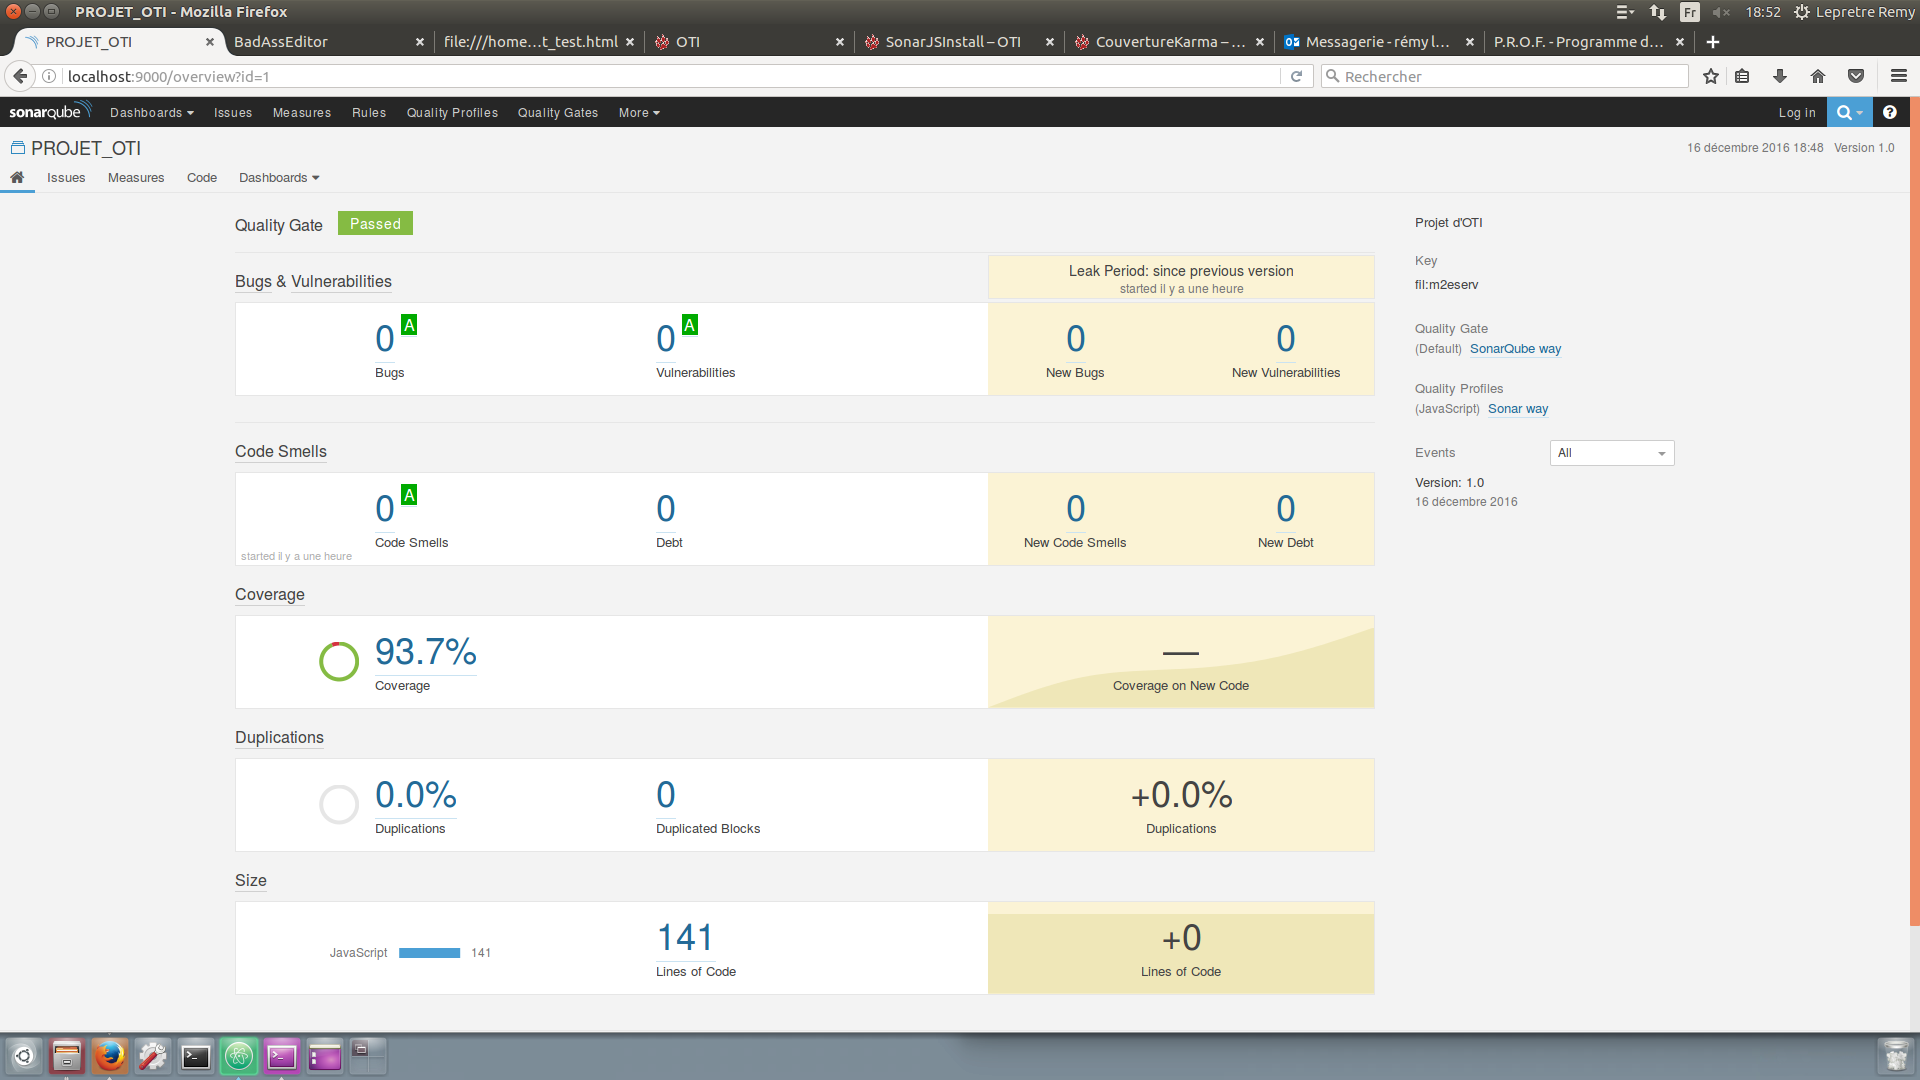 PROJET_OTI - Mozilla Firefox
Fr
18:52
Lepretre Remy
PROJET_OTI
BadAssEditor
file:///home...t_test.html
OTI
SonarJSInstall – OTI
CouvertureKarma – ...
Messagerie - rémy l...
P.R.O.F. - Programme d...
localhost:9000/overview?id=1
Rechercher
sonarqube
Dashboards
Issues
Measures
Rules
Quality Profiles
Quality Gates
More
Log in
PROJET_OTI
16 décembre 2016 18:48
Version 1.0
Issues
Measures
Code
Dashboards
Quality Gate
Passed
Bugs & Vulnerabilities
Leak Period: since previous version
started il y a une heure
0 A
Bugs
0 A
Vulnerabilities
0
New Bugs
0
New Vulnerabilities
Code Smells
0 A
Code Smells
started il y a une heure
0
Debt
0
New Code Smells
0
New Debt
Coverage
93.7%
Coverage
—
Coverage on New Code
Duplications
0.0%
Duplications
0
Duplicated Blocks
+0.0%
Duplications
Size
JavaScript
141
141
Lines of Code
+0
Lines of Code
Projet d'OTI
Key
fil:m2eserv
Quality Gate
(Default) SonarQube way
Quality Profiles
(JavaScript) Sonar way
Events
All
Version: 1.0
16 décembre 2016